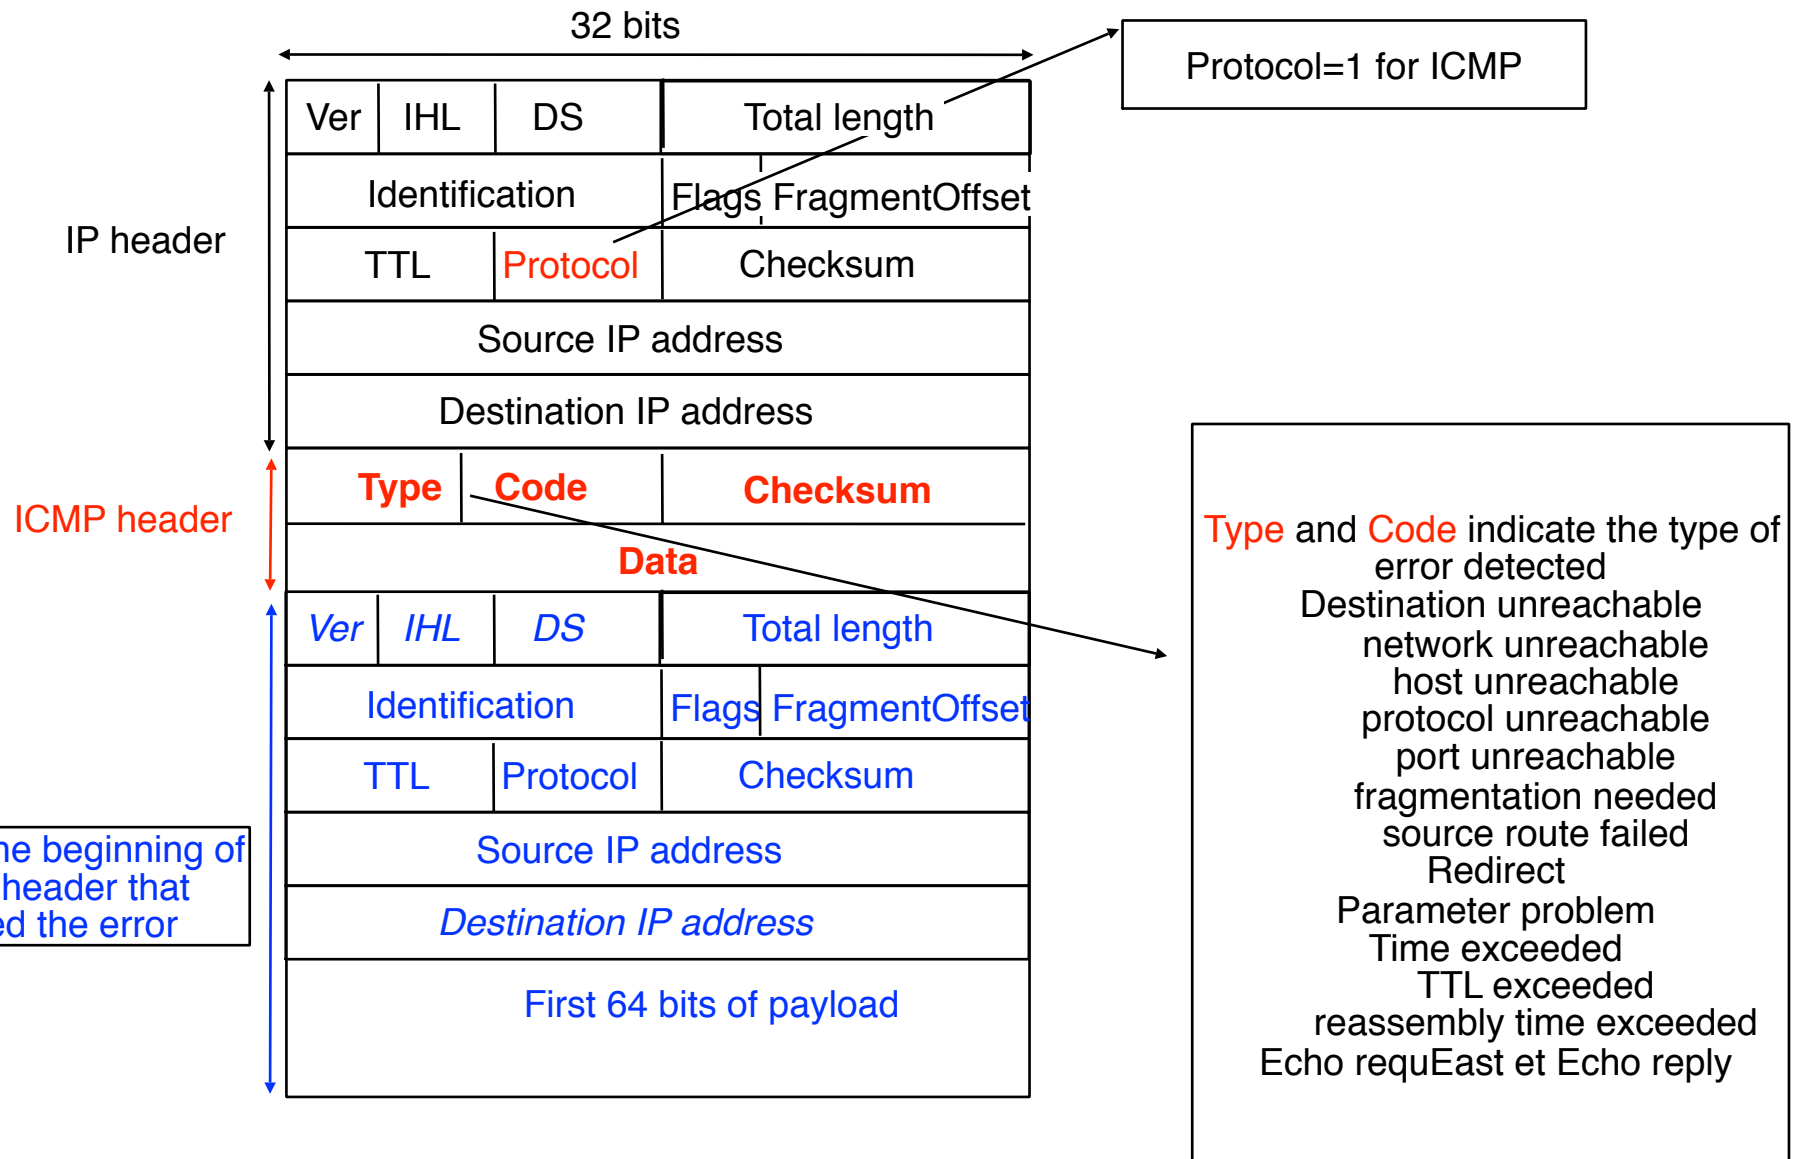 32 bits
Protocol=1 for ICMP
Ver IHL DS Total length
Identification Flags FragmentOffset
IP header
TTL Protocol Checksum
Source IP address
Destination IP address
Type Code Checksum
ICMP header
Data
Ver IHL DS Total length
Identification Flags FragmentOffset
TTL Protocol Checksum
Source IP address
Destination IP address
First 64 bits of payload
beginning of
header that
the error
Type and Code indicate the type of
error detected
Destination unreachable
network unreachable
host unreachable
protocol unreachable
port unreachable
fragmentation needed
source route failed
Redirect
Parameter problem
Time exceeded
TTL exceeded
reassembly time exceeded
Echo requEast et Echo reply